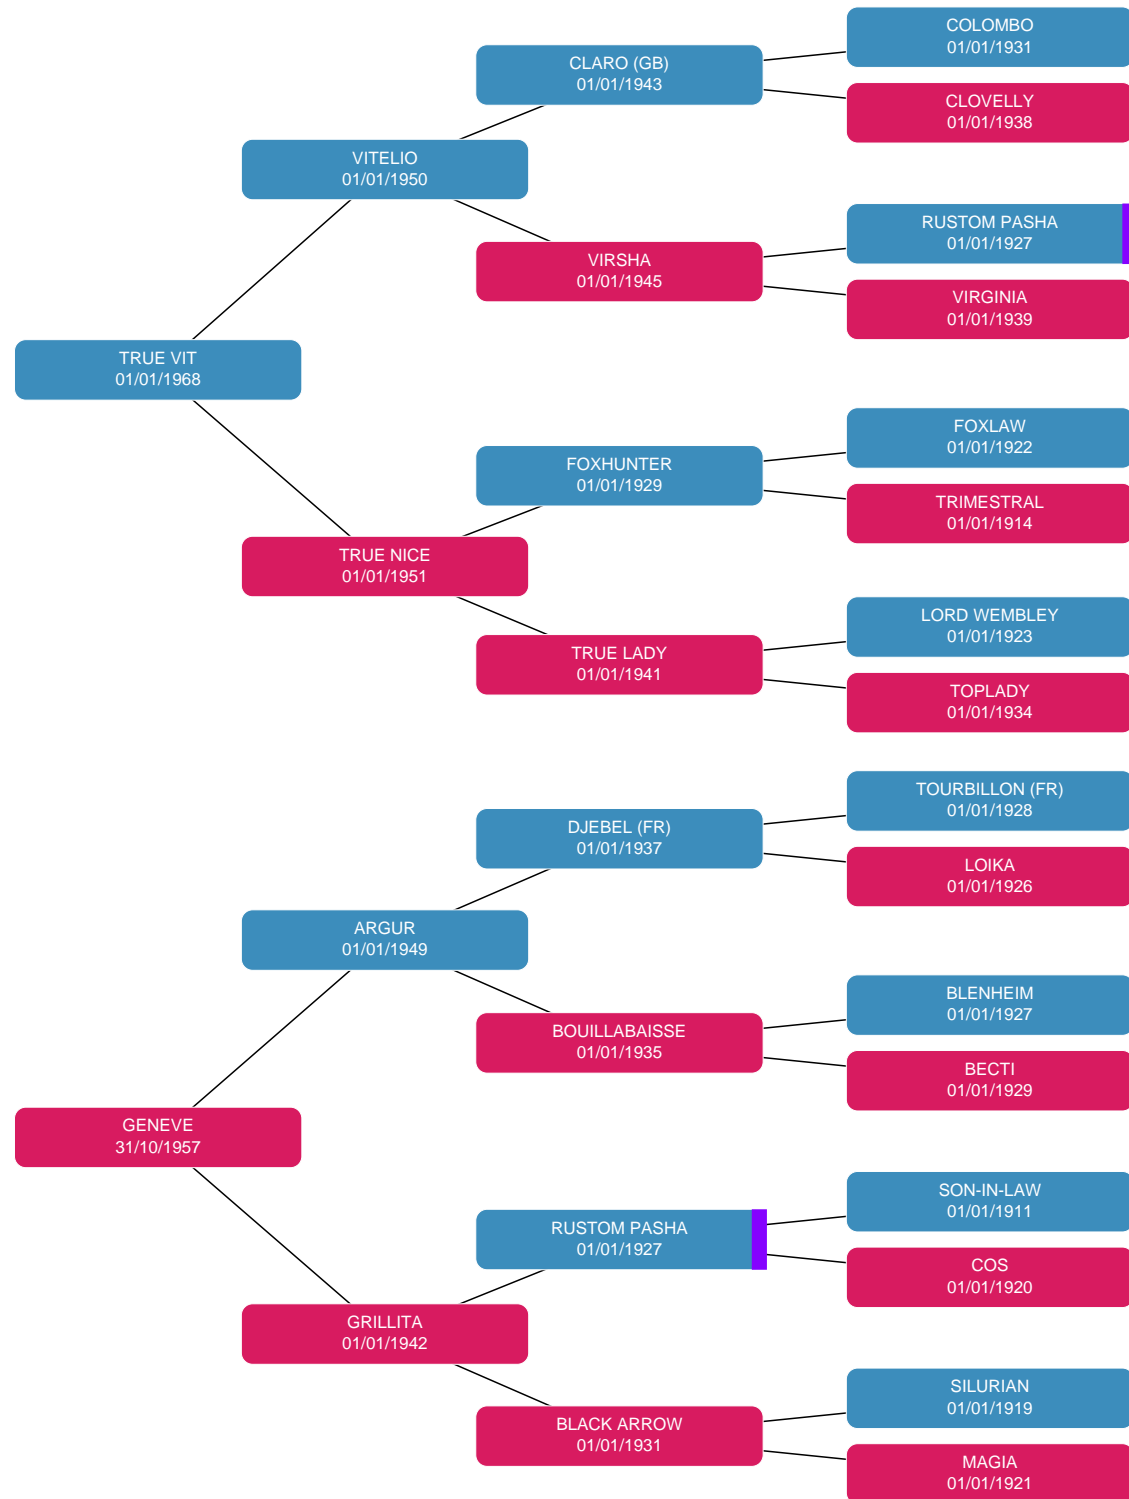 COLOMBO
01/01/1931
CLARO (GB)
01/01/1943
CLOVELLY
01/01/1938
VITELIO
01/01/1950
RUSTOM PASHA
01/01/1927
VIRSHA
01/01/1945
VIRGINIA
01/01/1939
TRUE VIT
01/01/1968
FOXLAW
01/01/1922
FOXHUNTER
01/01/1929
TRIMESTRAL
01/01/1914
TRUE NICE
01/01/1951
LORD WEMBLEY
01/01/1923
TRUE LADY
01/01/1941
TOPLADY
01/01/1934
TOURBILLON (FR)
01/01/1928
DJEBEL (FR)
01/01/1937
LOIKA
01/01/1926
ARGUR
01/01/1949
BLENHEIM
01/01/1927
BOUILLABAISSE
01/01/1935
BECTI
01/01/1929
GENEVE
31/10/1957
SON-IN-LAW
01/01/1911
RUSTOM PASHA
01/01/1927
COS
01/01/1920
GRILLITA
01/01/1942
SILURIAN
01/01/1919
BLACK ARROW
01/01/1931
MAGIA
01/01/1921